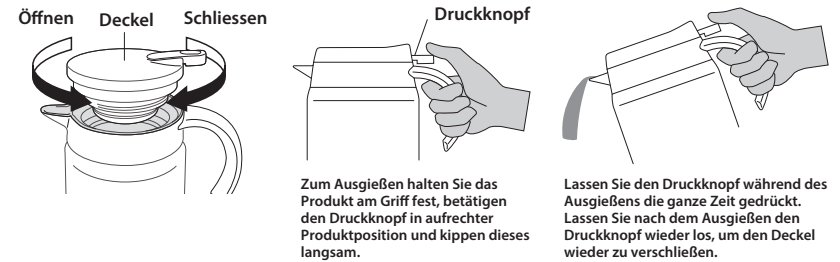 Öffnen Deckel Schliessen
Druckknopf
Zum Ausgießen halten Sie das
Produkt am Griff fest, betätigen
den Druckknopf in aufrechter
Produktposition und kippen dieses
langsam.
Lassen Sie den Druckknopf während des
Ausgießens die ganze Zeit gedrückt.
Lassen Sie nach dem Ausgießen den
Druckknopf wieder los, um den Deckel
wieder zu verschließen.